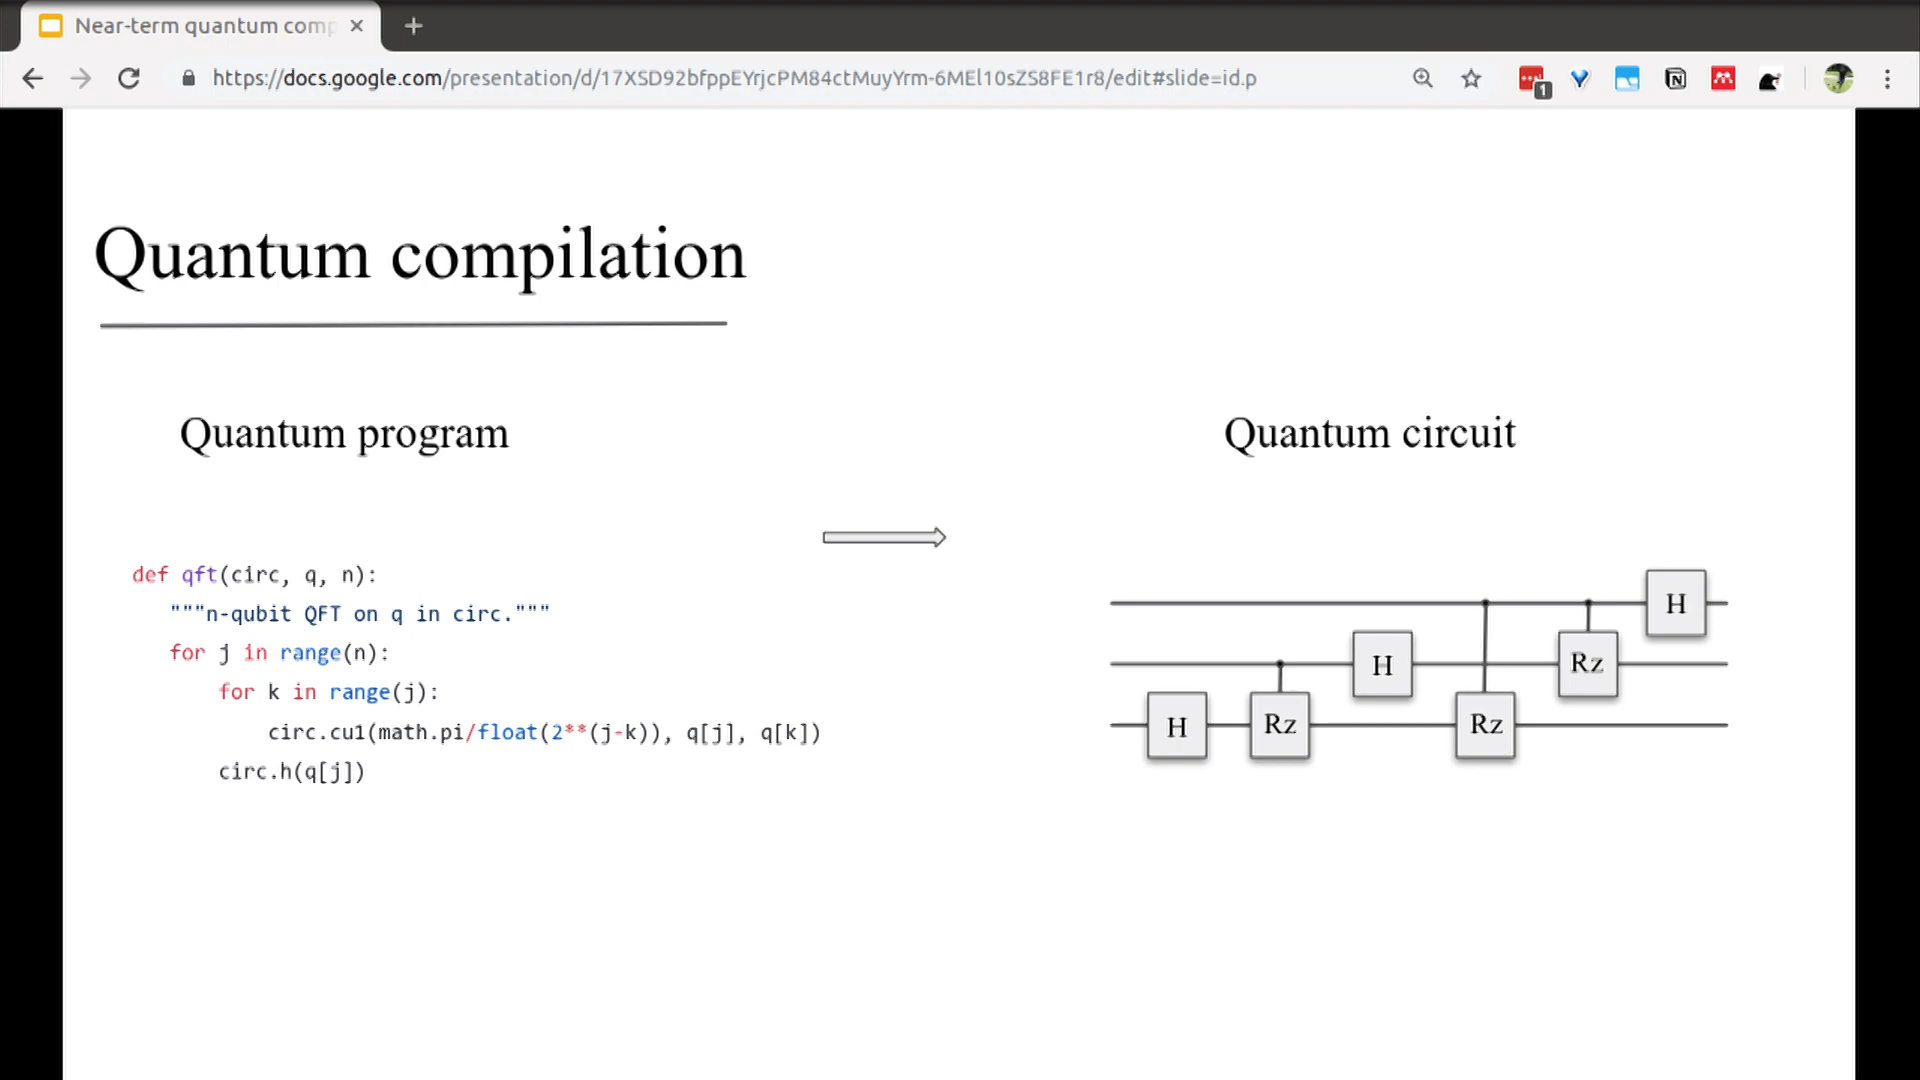 Near-term quantum comp
https://docs.google.com/presentation/d/17XSD92bfppEYrjcPM84ctMuyYrm-6MEl10sZS8FE1r8/edit#slide=id.p
1
Quantum compilation
Quantum program
Quantum circuit
def qft(circ, q, n):
"""n-qubit QFT on q in circ."""
for j in range(n):
for k in range(j):
circ.cu1(math.pi/float(2**(j-k)), q[j], q[k])
circ.h(q[j])
H
H
Rz
H
Rz
Rz